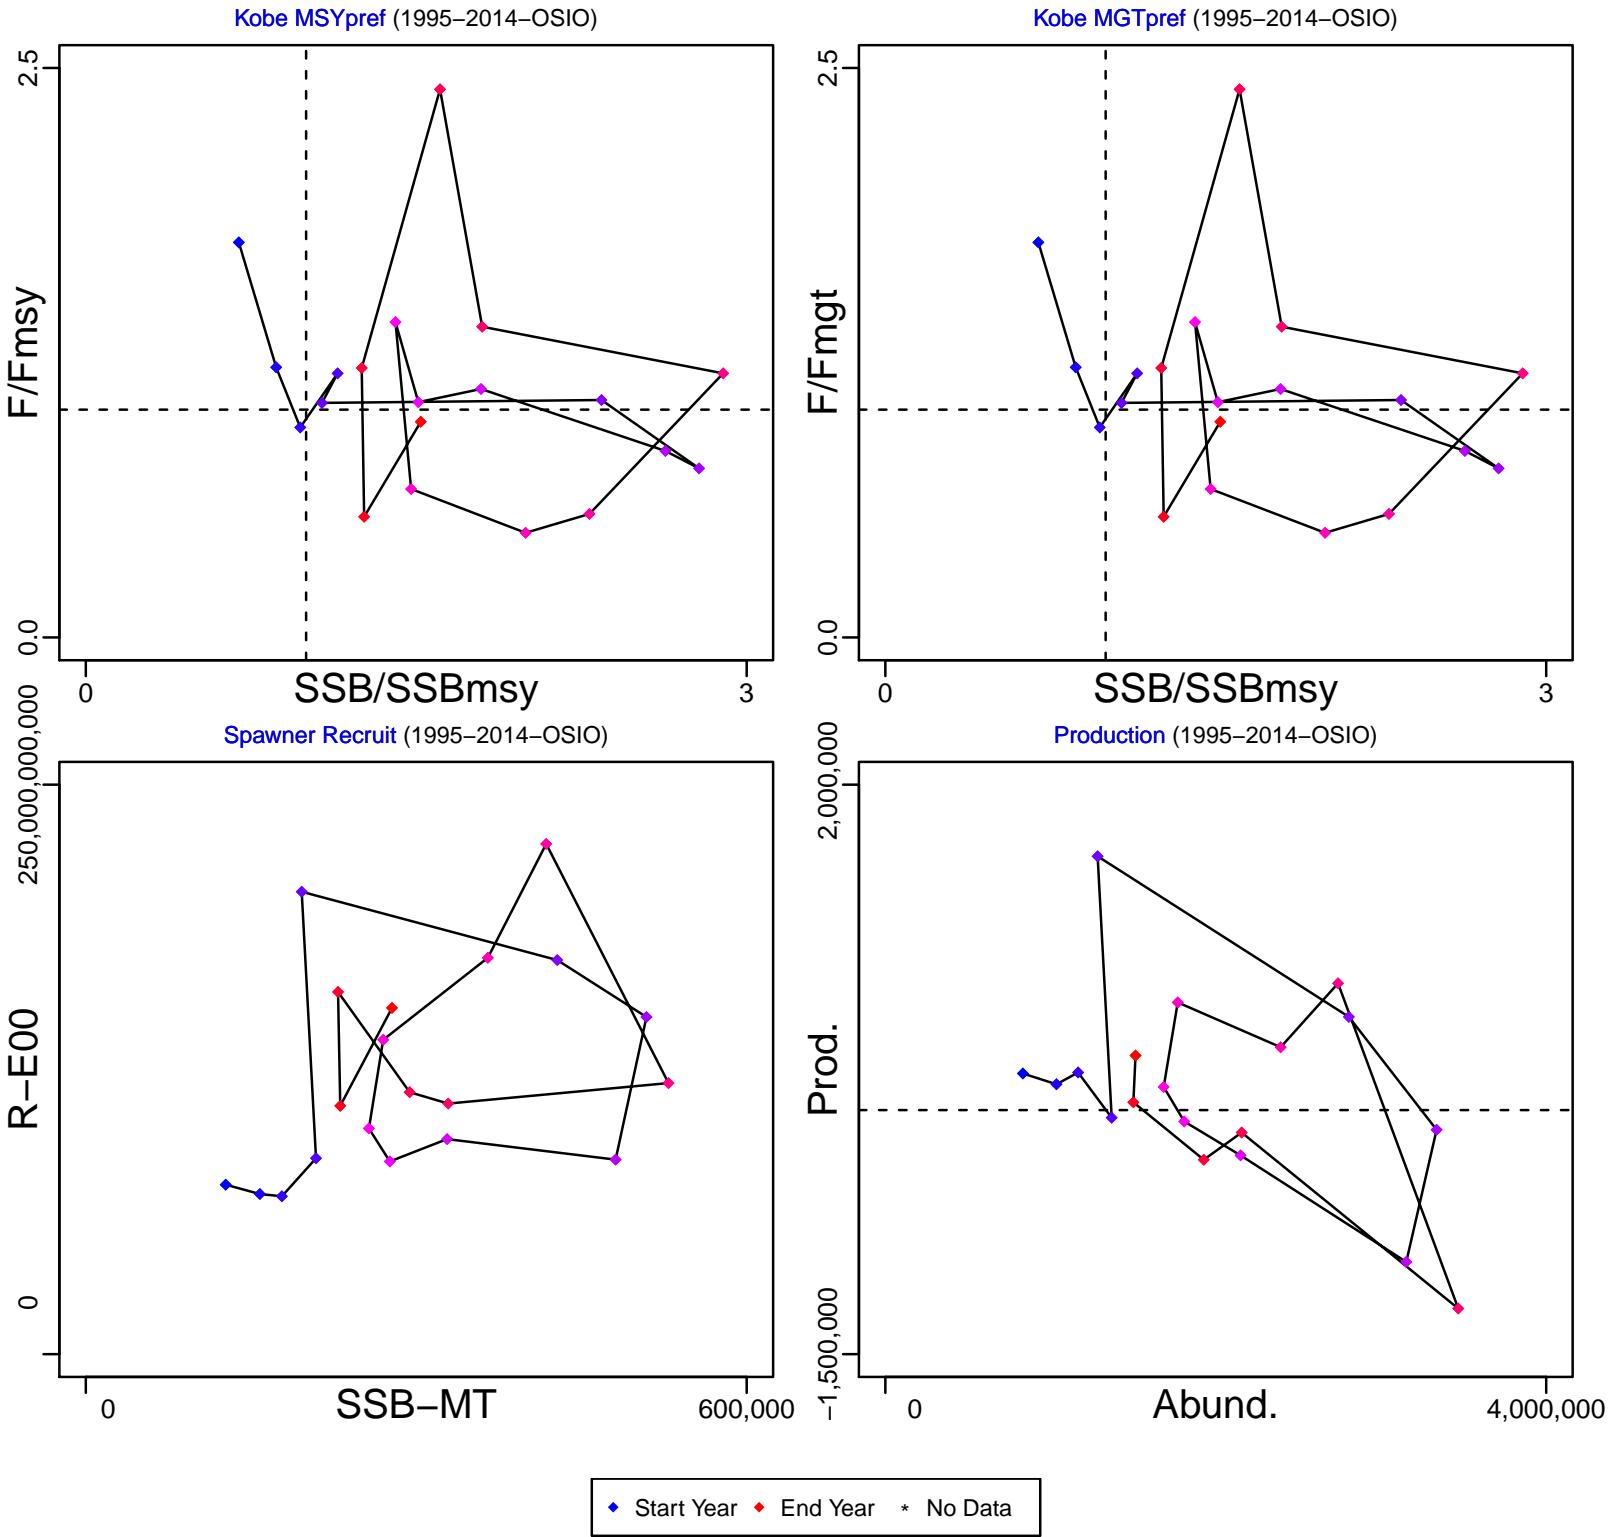 Kobe MSYpref (1995−2014−OSIO)
2.5
F/Fmsy
0.0
0
SSB/SSBmsy
3
Kobe MGTpref (1995−2014−OSIO)
2.5
F/Fmgt
0.0
0
SSB/SSBmsy
3
Spawner Recruit (1995−2014−OSIO)
250,000,000,000
R−E00
0
0
SSB−MT
600,000
Production (1995−2014−OSIO)
2,000,000
Prod.
−1,500,000
0
Abund.
4,000,000
Start Year End Year * No Data